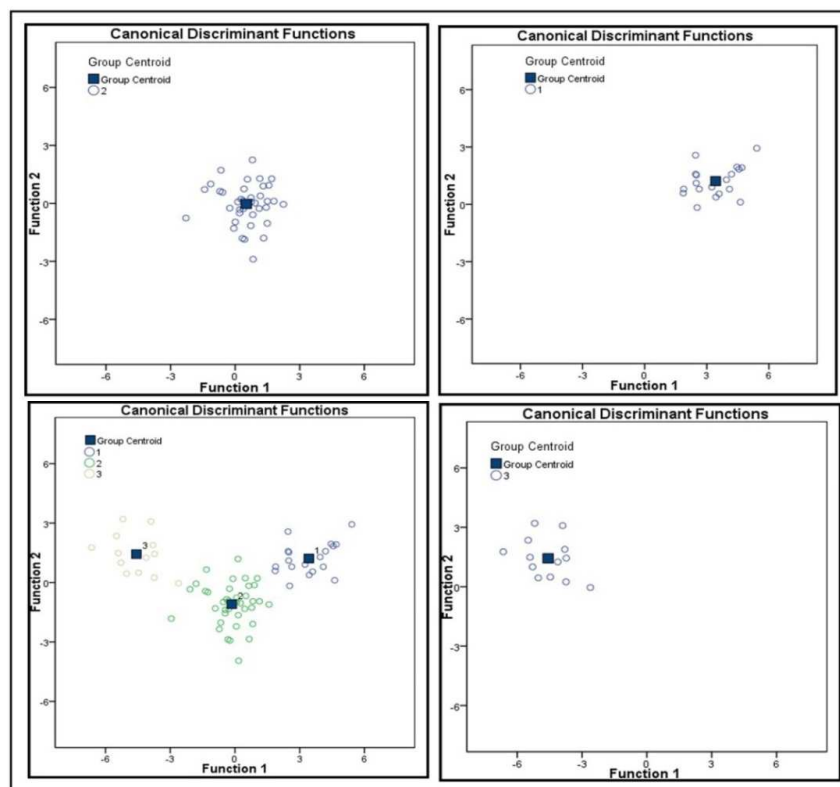 Canonical Discriminant Functions
Group Centroid
Group Centroid
2
6
3
0
-3
-6
Function 2
-6
-3
0
3
6
Function 1
Canonical Discriminant Functions
Group Centroid
Group Centroid
1
6
3
0
-3
-6
Function 2
-6
-3
0
3
6
Function 1
Canonical Discriminant Functions
Group Centroid
1
2
3
3
1
2
6
3
0
-3
-6
Function 2
-6
-3
0
3
6
Function 1
Canonical Discriminant Functions
Group Centroid
Group Centroid
3
6
3
0
-3
-6
Function 2
-6
-3
0
3
6
Function 1